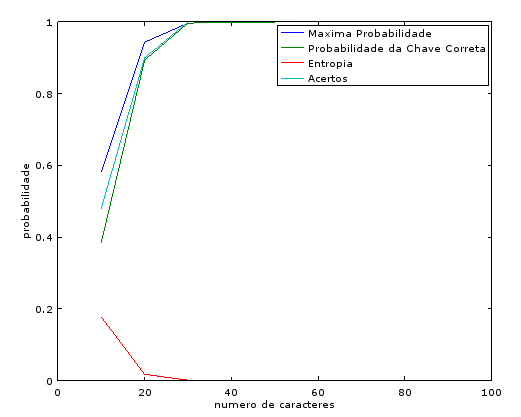 1
0.8
0.6
0.4
0.2
0
0
20
40
60
80
100
probabilidade
numero de caracteres
Maxima Probabilidade
Probabilidade da Chave Correta
Entropia
Acertos